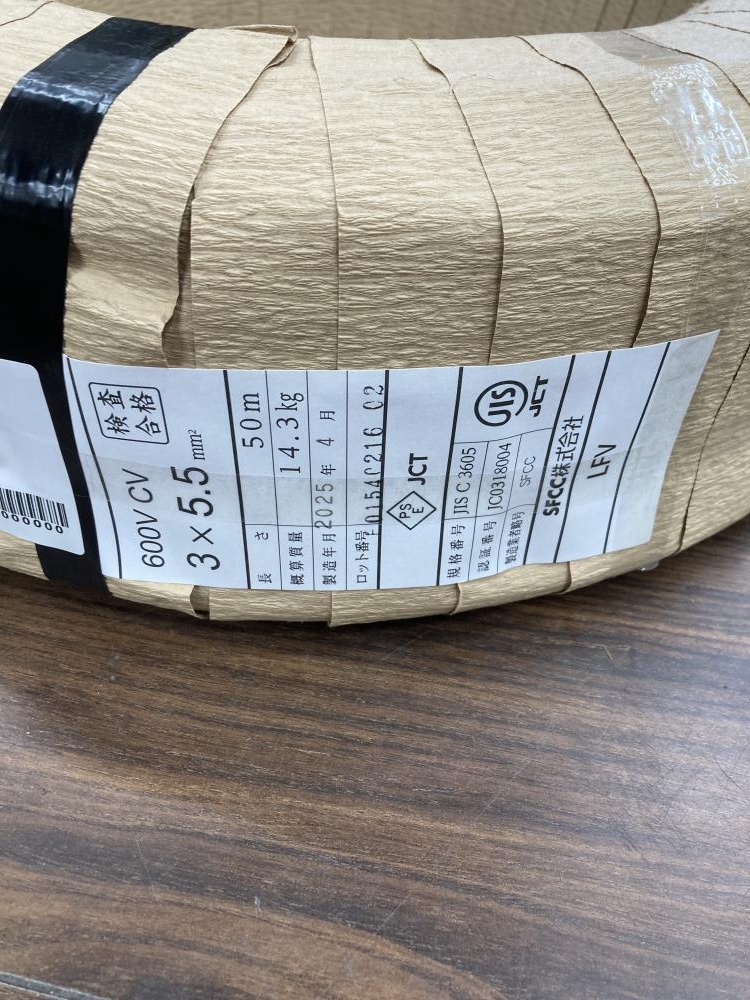 検査
合格
600V CV
3×5.5 mm²
長さ 50m
概算質量 14.3kg
製造年月 2025年 4月
ロット番号
PS
E JCT
JIS
JCT
規格番号 JIS C 3605
認証番号 JC0318004
製造業者略号 SFCC
SFCC株式会社
LFV
000000